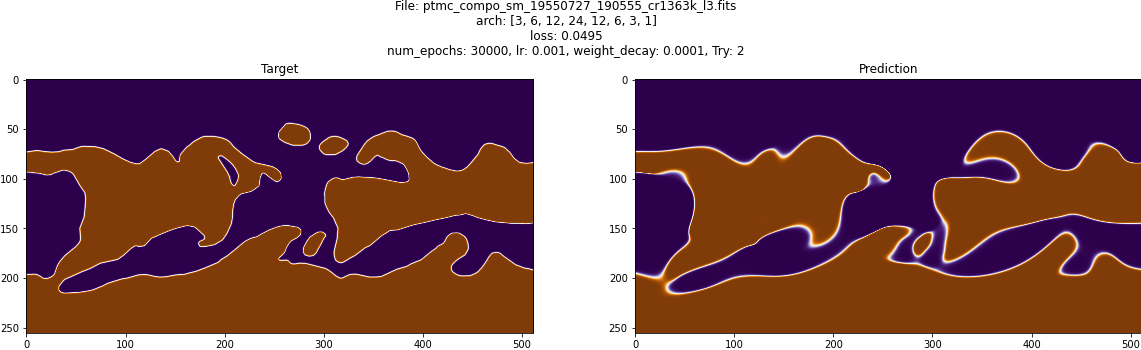 File: ptmc_compo_sm_19550727_190555_cr1363k_l3.fits
arch: [3, 6, 12, 24, 12, 6, 3, 1]
loss: 0.0495
num_epochs: 30000, lr: 0.001, weight_decay: 0.0001, Try: 2
Target
0
50
100
150
200
250
0 100 200 300 400 500
Prediction
0
50
100
150
200
250
0 100 200 300 400 500